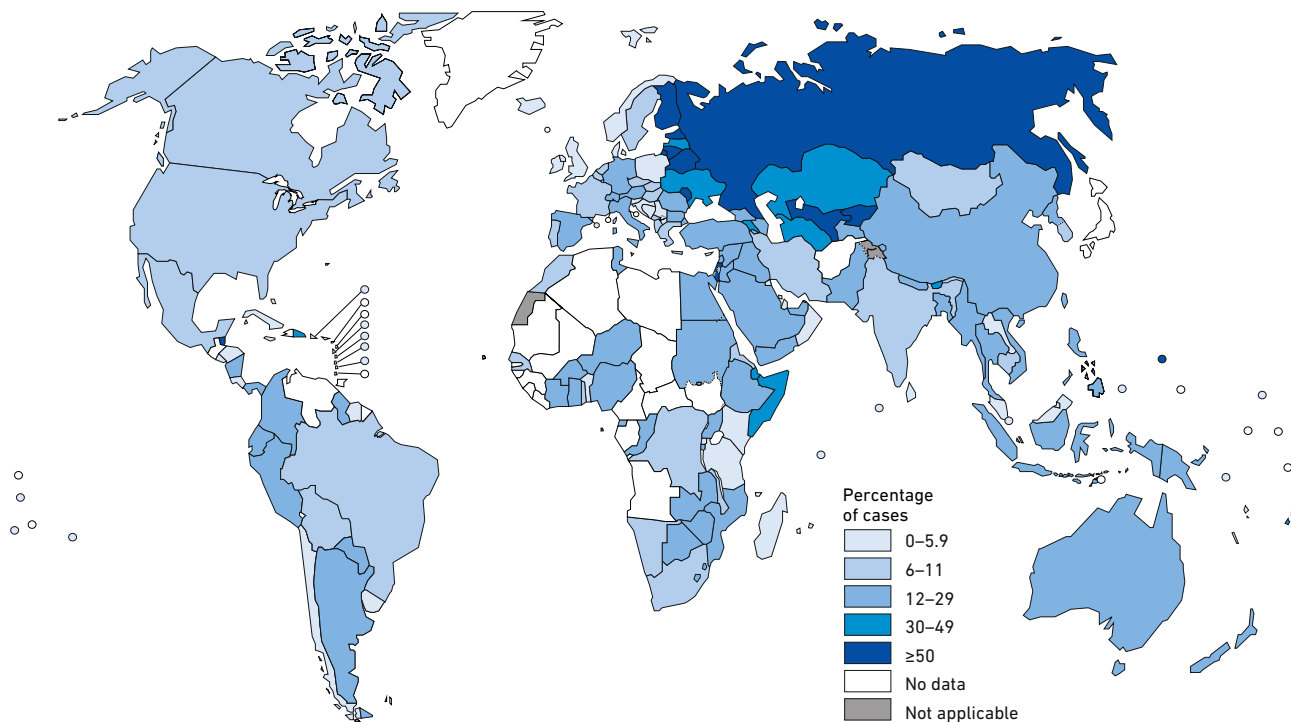 Percentage
of cases
0–5.9
6–11
12–29
30–49
≥50
No data
Not applicable